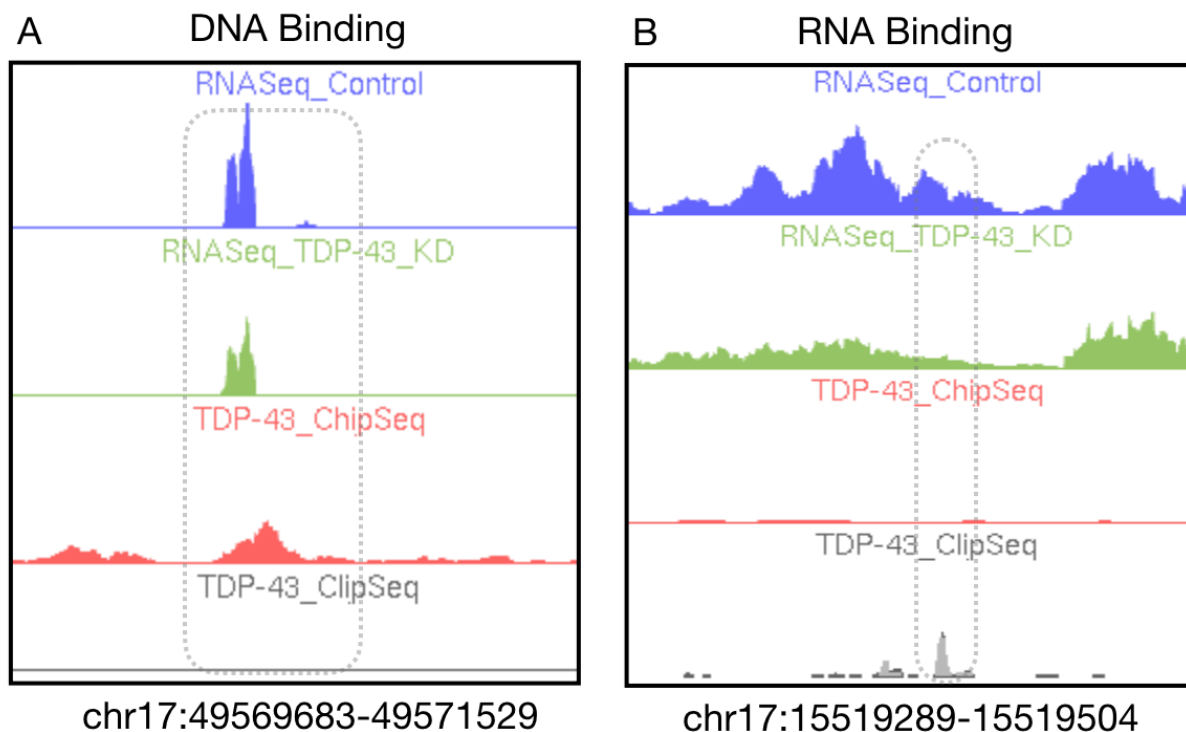 A
DNA Binding
RNASeq_Control
RNASeq_TDP-43_KD
TDP-43_ChipSeq
TDP-43_ClipSeq
chr17:49569683-49571529
B
RNA Binding
RNASeq_Control
RNASeq_TDP-43_KD
TDP-43_ChipSeq
TDP-43_ClipSeq
chr17:15519289-15519504